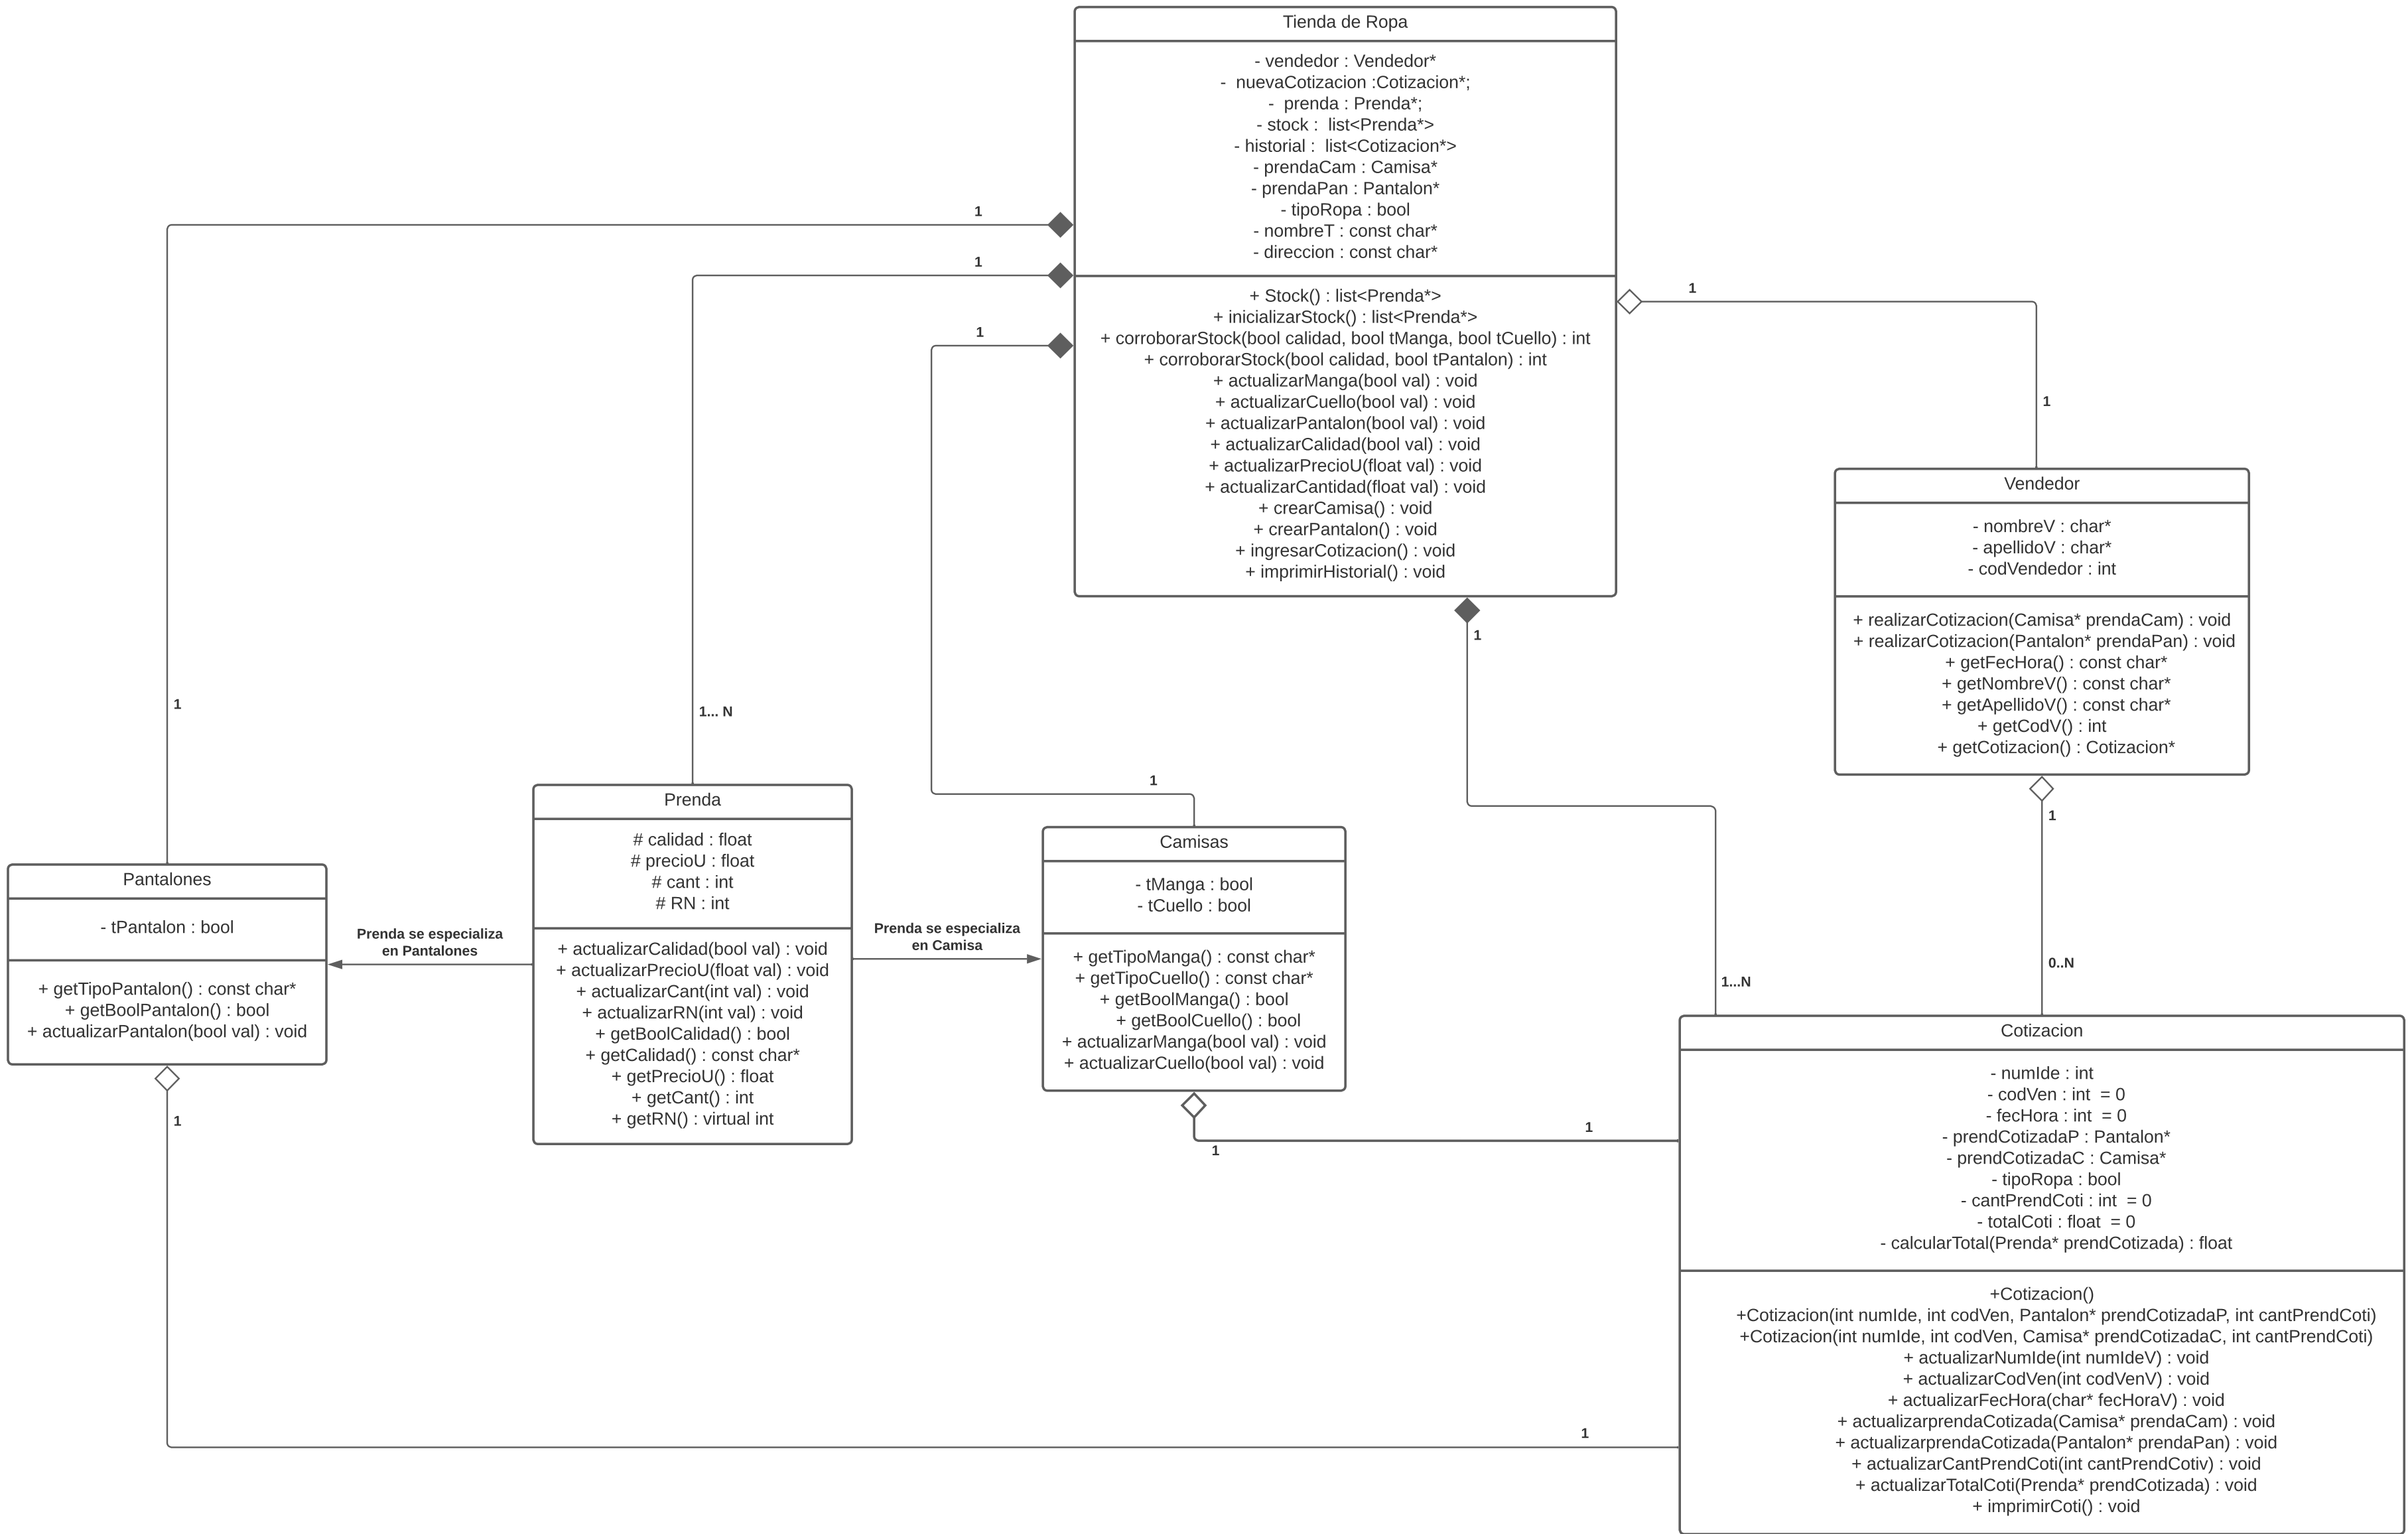 Tienda de Ropa
- vendedor : Vendedor*
-  nuevaCotizacion :Cotizacion*;
-  prenda : Prenda*;
- stock :  list<Prenda*>
- historial :  list<Cotizacion*>
- prendaCam : Camisa*
- prendaPan : Pantalon*
- tipoRopa : bool
- nombreT : const char*
- direccion : const char*
+ Stock() : list<Prenda*>
+ inicializarStock() : list<Prenda*>
+ corroborarStock(bool calidad, bool tManga, bool tCuello) : int
+ corroborarStock(bool calidad, bool tPantalon) : int
+ actualizarManga(bool val) : void
+ actualizarCuello(bool val) : void
+ actualizarPantalon(bool val) : void
+ actualizarCalidad(bool val) : void
+ actualizarPrecioU(float val) : void
+ actualizarCantidad(float val) : void
+ crearCamisa() : void
+ crearPantalon() : void
+ ingresarCotizacion() : void
+ imprimirHistorial() : void
1
1
1
1
1
1
1
1... N
1
1...N
Vendedor
- nombreV : char*
- apellidoV : char*
- codVendedor : int
+ realizarCotizacion(Camisa* prendaCam) : void
+ realizarCotizacion(Pantalon* prendaPan) : void
+ getFecHora() : const char*
+ getNombreV() : const char*
+ getApellidoV() : const char*
+ getCodV() : int
+ getCotizacion() : Cotizacion*
1
0..N
Pantalones
- tPantalon : bool
+ getTipoPantalon() : const char*
+ getBoolPantalon() : bool
+ actualizarPantalon(bool val) : void
Prenda se especializa
en Pantalones
Prenda
# calidad : float
# precioU : float
# cant : int
# RN : int
+ actualizarCalidad(bool val) : void
+ actualizarPrecioU(float val) : void
+ actualizarCant(int val) : void
+ actualizarRN(int val) : void
+ getBoolCalidad() : bool
+ getCalidad() : const char*
+ getPrecioU() : float
+ getCant() : int
+ getRN() : virtual int
Prenda se especializa
en Camisa
Camisas
- tManga : bool
- tCuello : bool
+ getTipoManga() : const char*
+ getTipoCuello() : const char*
+ getBoolManga() : bool
+ getBoolCuello() : bool
+ actualizarManga(bool val) : void
+ actualizarCuello(bool val) : void
1
1
1
1
Cotizacion
- numIde : int
- codVen : int  = 0
- fecHora : int  = 0
- prendCotizadaP : Pantalon*
- prendCotizadaC : Camisa*
- tipoRopa : bool
- cantPrendCoti : int  = 0
- totalCoti : float  = 0
- calcularTotal(Prenda* prendCotizada) : float
+Cotizacion()
+Cotizacion(int numIde, int codVen, Pantalon* prendCotizadaP, int cantPrendCoti)
+Cotizacion(int numIde, int codVen, Camisa* prendCotizadaC, int cantPrendCoti)
+ actualizarNumIde(int numIdeV) : void
+ actualizarCodVen(int codVenV) : void
+ actualizarFecHora(char* fecHoraV) : void
+ actualizarprendaCotizada(Camisa* prendaCam) : void
+ actualizarprendaCotizada(Pantalon* prendaPan) : void
+ actualizarCantPrendCoti(int cantPrendCotiv) : void
+ actualizarTotalCoti(Prenda* prendCotizada) : void
+ imprimirCoti() : void